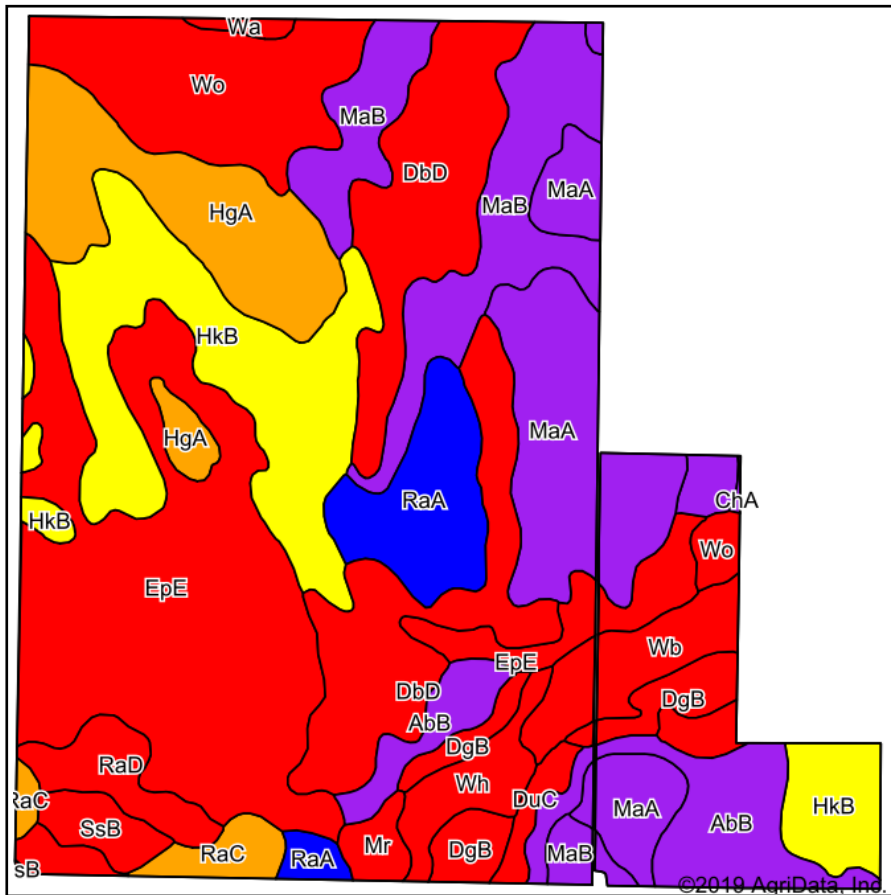 Wa
Wo
MaB
DbD
MaA
MaB
HgA
HkB
HgA
MaA
RaA
ChA
HkB
Wo
EpE
Wb
EpE
DbD
DgB
AbB
DgB
RaD
Wh
DuC
RaC
MaA
HkB
SsB
AbB
Mr
DgB
RaC
RaA
MaB
sB
©2019 AgriData, Inc.